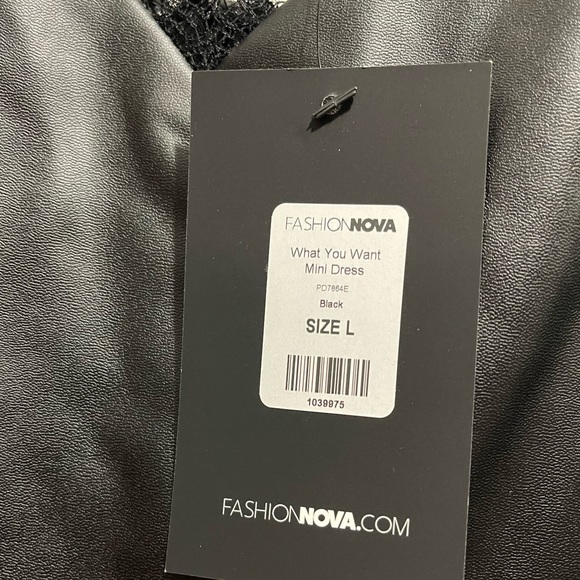 FASHIONNOVA
What You Want
Mini Dress
PD7864E
Black
SIZE L
1039975
FASHIONNOVA.COM